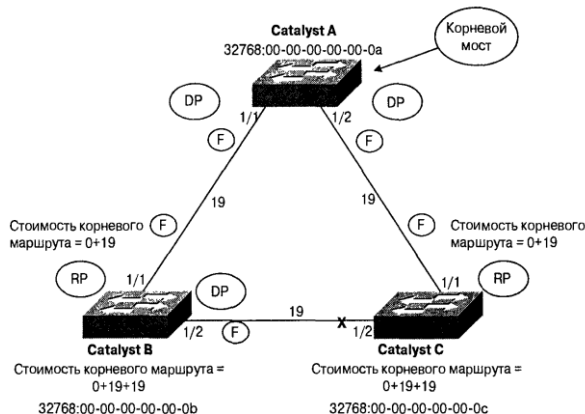 Catalyst A
32768:00-00-00-00-00-0a
Корневой
мост
DP
DP
1/1
1/2
F
F
19
19
Стоимость корневого
маршрута = 0+19
F
F
Стоимость корневого
маршрута = 0+19
RP
1/1
DP
1/1
RP
19
1/2
F
X
1/2
Catalyst B
Catalyst C
Стоимость корневого маршрута =
0+19+19
Стоимость корневого маршрута =
0+19+19
32768:00-00-00-00-00-0b
32768:00-00-00-00-00-0c